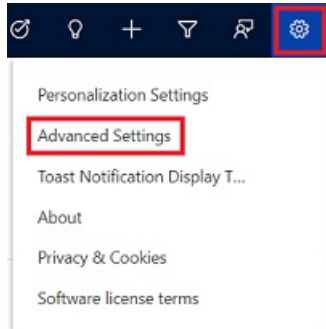 Personalization Settings
Advanced Settings
Toast Notification Display T...
About
Privacy & Cookies
Software license terms